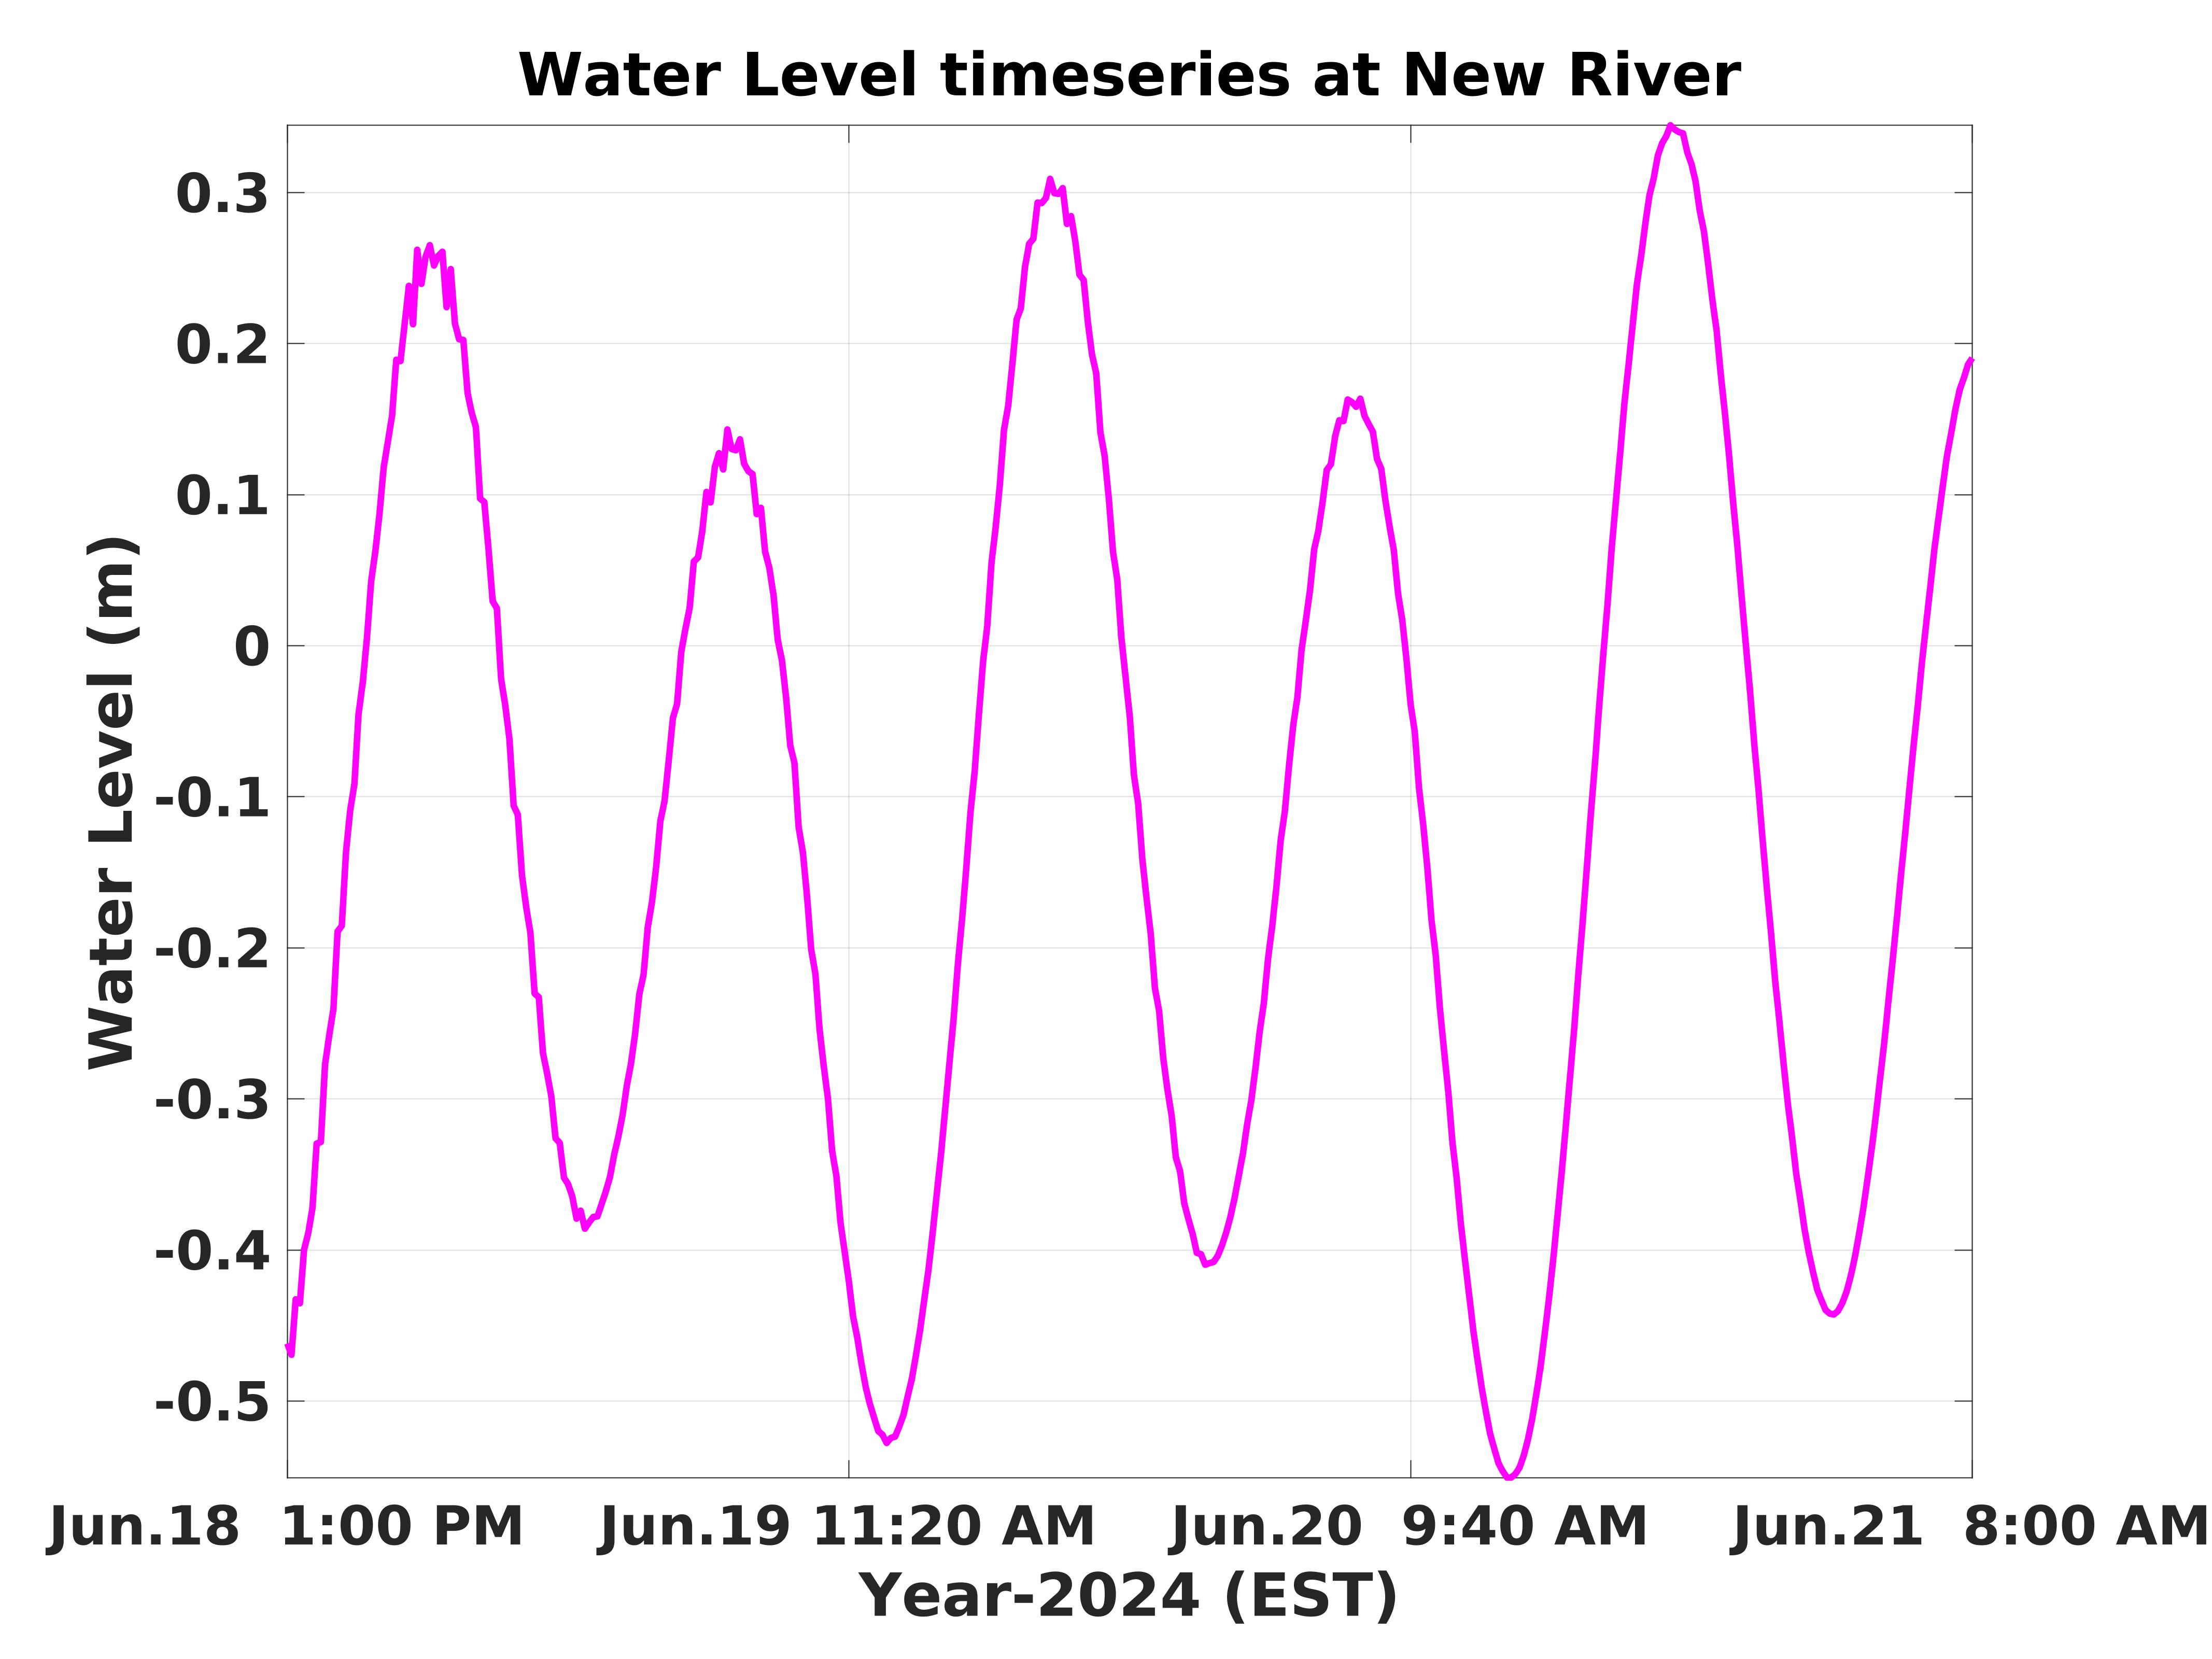 Water Level timeseries at New River
0.3
0.2
0.1
0
-0.1
-0.2
-0.3
-0.4
-0.5
Water Level (m)
Jun.18 1:00 PM Jun.19 11:20 AM Jun.20 9:40 AM Jun.21 8:00 AM
Year-2024 (EST)